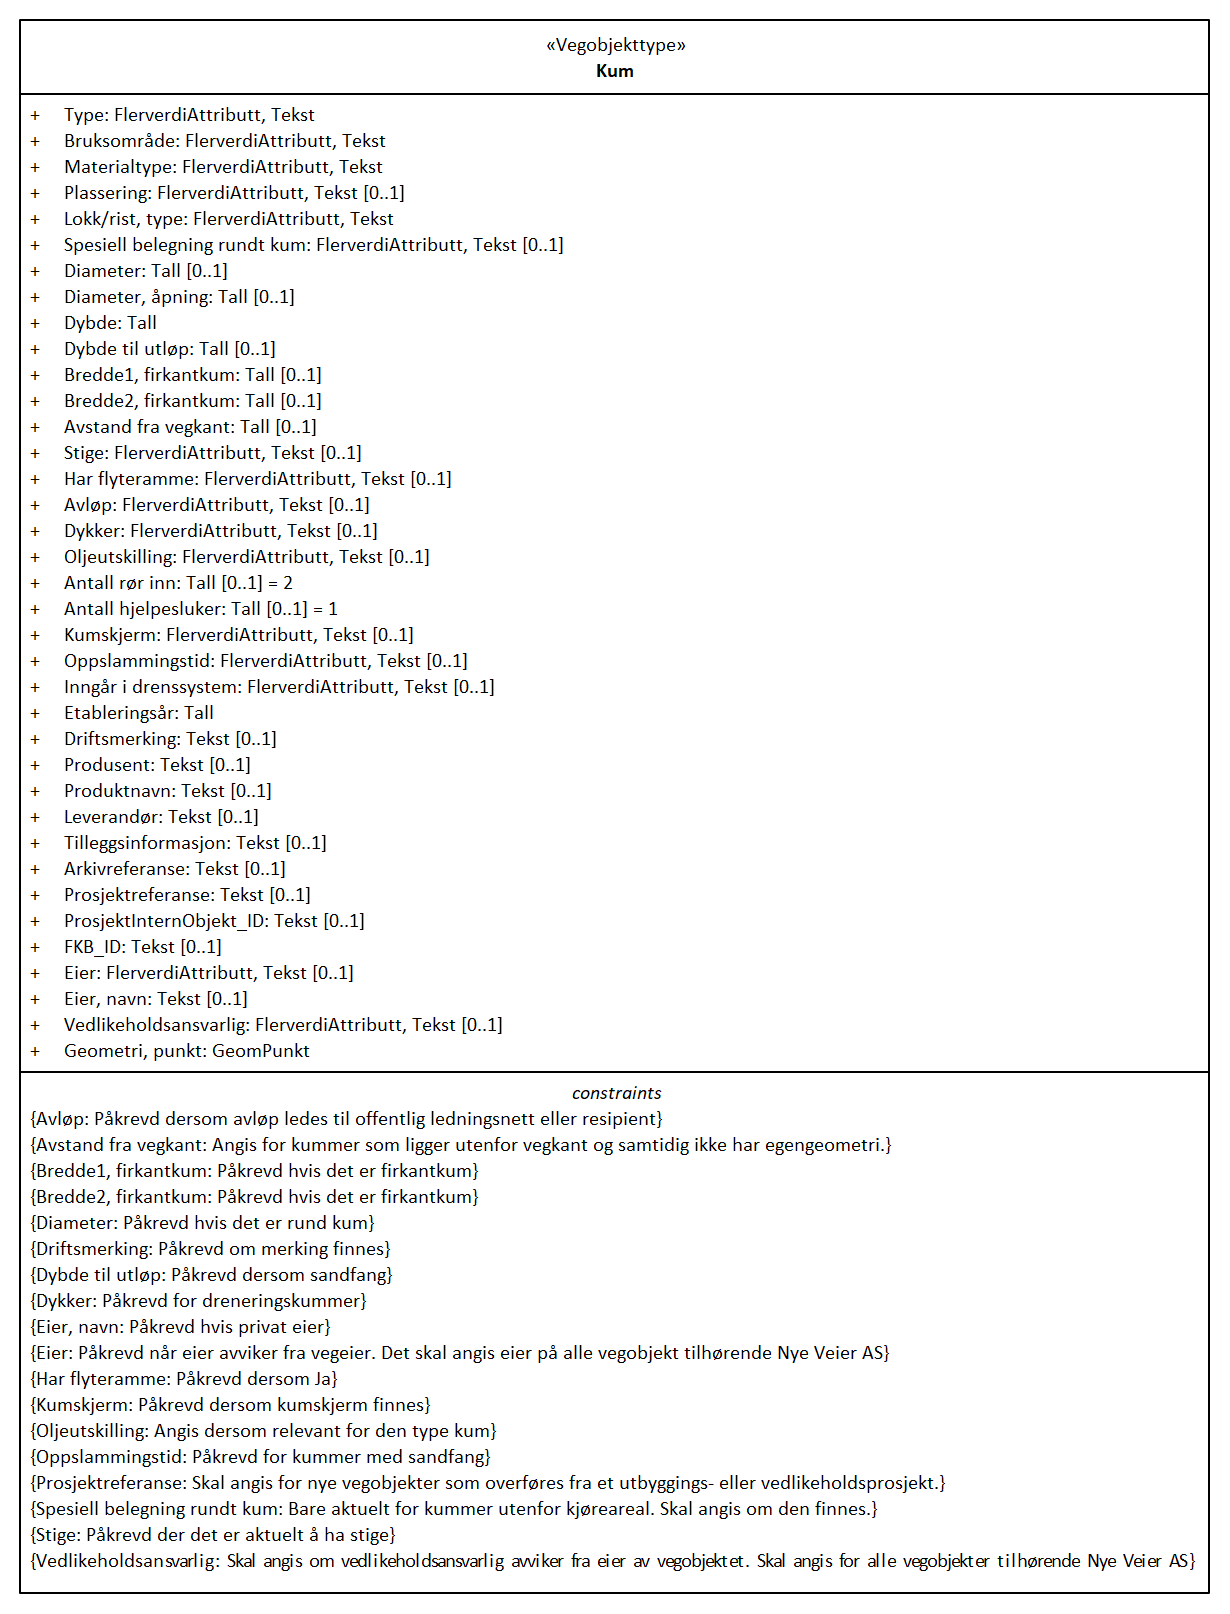 «Vegobjekttype»
Kum
+ Type: FlerverdiAttributt, Tekst
+ Bruksområde: FlerverdiAttributt, Tekst
+ Materialtype: FlerverdiAttributt, Tekst
+ Plassering: FlerverdiAttributt, Tekst [0..1]
+ Lokk/rist, type: FlerverdiAttributt, Tekst
+ Spesiell belegning rundt kum: FlerverdiAttributt, Tekst [0..1]
+ Diameter: Tall [0..1]
+ Diameter, åpning: Tall [0..1]
+ Dybde: Tall
+ Dybde til utløp: Tall [0..1]
+ Bredde1, firkantkum: Tall [0..1]
+ Bredde2, firkantkum: Tall [0..1]
+ Avstand fra vegkant: Tall [0..1]
+ Stige: FlerverdiAttributt, Tekst [0..1]
+ Har flyteramme: FlerverdiAttributt, Tekst [0..1]
+ Avløp: FlerverdiAttributt, Tekst [0..1]
+ Dykker: FlerverdiAttributt, Tekst [0..1]
+ Oljeutskilling: FlerverdiAttributt, Tekst [0..1]
+ Antall rør inn: Tall [0..1] = 2
+ Antall hjelpesluker: Tall [0..1] = 1
+ Kumskjerm: FlerverdiAttributt, Tekst [0..1]
+ Oppslammingstid: FlerverdiAttributt, Tekst [0..1]
+ Inngår i drenssystem: FlerverdiAttributt, Tekst [0..1]
+ Etableringsår: Tall
+ Driftsmerking: Tekst [0..1]
+ Produsent: Tekst [0..1]
+ Produktnavn: Tekst [0..1]
+ Leverandør: Tekst [0..1]
+ Tilleggsinformasjon: Tekst [0..1]
+ Arkivreferanse: Tekst [0..1]
+ Prosjektreferanse: Tekst [0..1]
+ ProsjektInternObjekt_ID: Tekst [0..1]
+ FKB_ID: Tekst [0..1]
+ Eier: FlerverdiAttributt, Tekst [0..1]
+ Eier, navn: Tekst [0..1]
+ Vedlikeholdsansvarlig: FlerverdiAttributt, Tekst [0..1]
+ Geometri, punkt: GeomPunkt
constraints
{Avløp: Påkrevd dersom avløp ledes til offentlig ledningsnett eller resipient}
{Avstand fra vegkant: Angis for kummer som ligger utenfor vegkant og samtidig ikke har egengeometri.}
{Bredde1, firkantkum: Påkrevd hvis det er firkantkum}
{Bredde2, firkantkum: Påkrevd hvis det er firkantkum}
{Diameter: Påkrevd hvis det er rund kum}
{Driftsmerking: Påkrevd om merking finnes}
{Dybde til utløp: Påkrevd dersom sandfang}
{Dykker: Påkrevd for dreneringskummer}
{Eier, navn: Påkrevd hvis privat eier}
{Eier: Påkrevd når eier avviker fra vegeier. Det skal angis eier på alle vegobjekt tilhørende Nye Veier AS}
{Har flyteramme: Påkrevd dersom Ja}
{Kumskjerm: Påkrevd dersom kumskjerm finnes}
{Oljeutskilling: Angis dersom relevant for den type kum}
{Oppslammingstid: Påkrevd for kummer med sandfang}
{Prosjektreferanse: Skal angis for nye vegobjekter som overføres fra et utbyggings- eller vedlikeholdsprosjekt.}
{Spesiell belegning rundt kum: Bare aktuelt for kummer utenfor kjøreareal. Skal angis om den finnes.}
{Stige: Påkrevd der det er aktuelt å ha stige}
{Vedlikeholdsansvarlig: Skal angis om vedlikeholdsansvarlig avviker fra eier av vegobjektet. Skal angis for alle vegobjekter tilhørende Nye Veier AS}